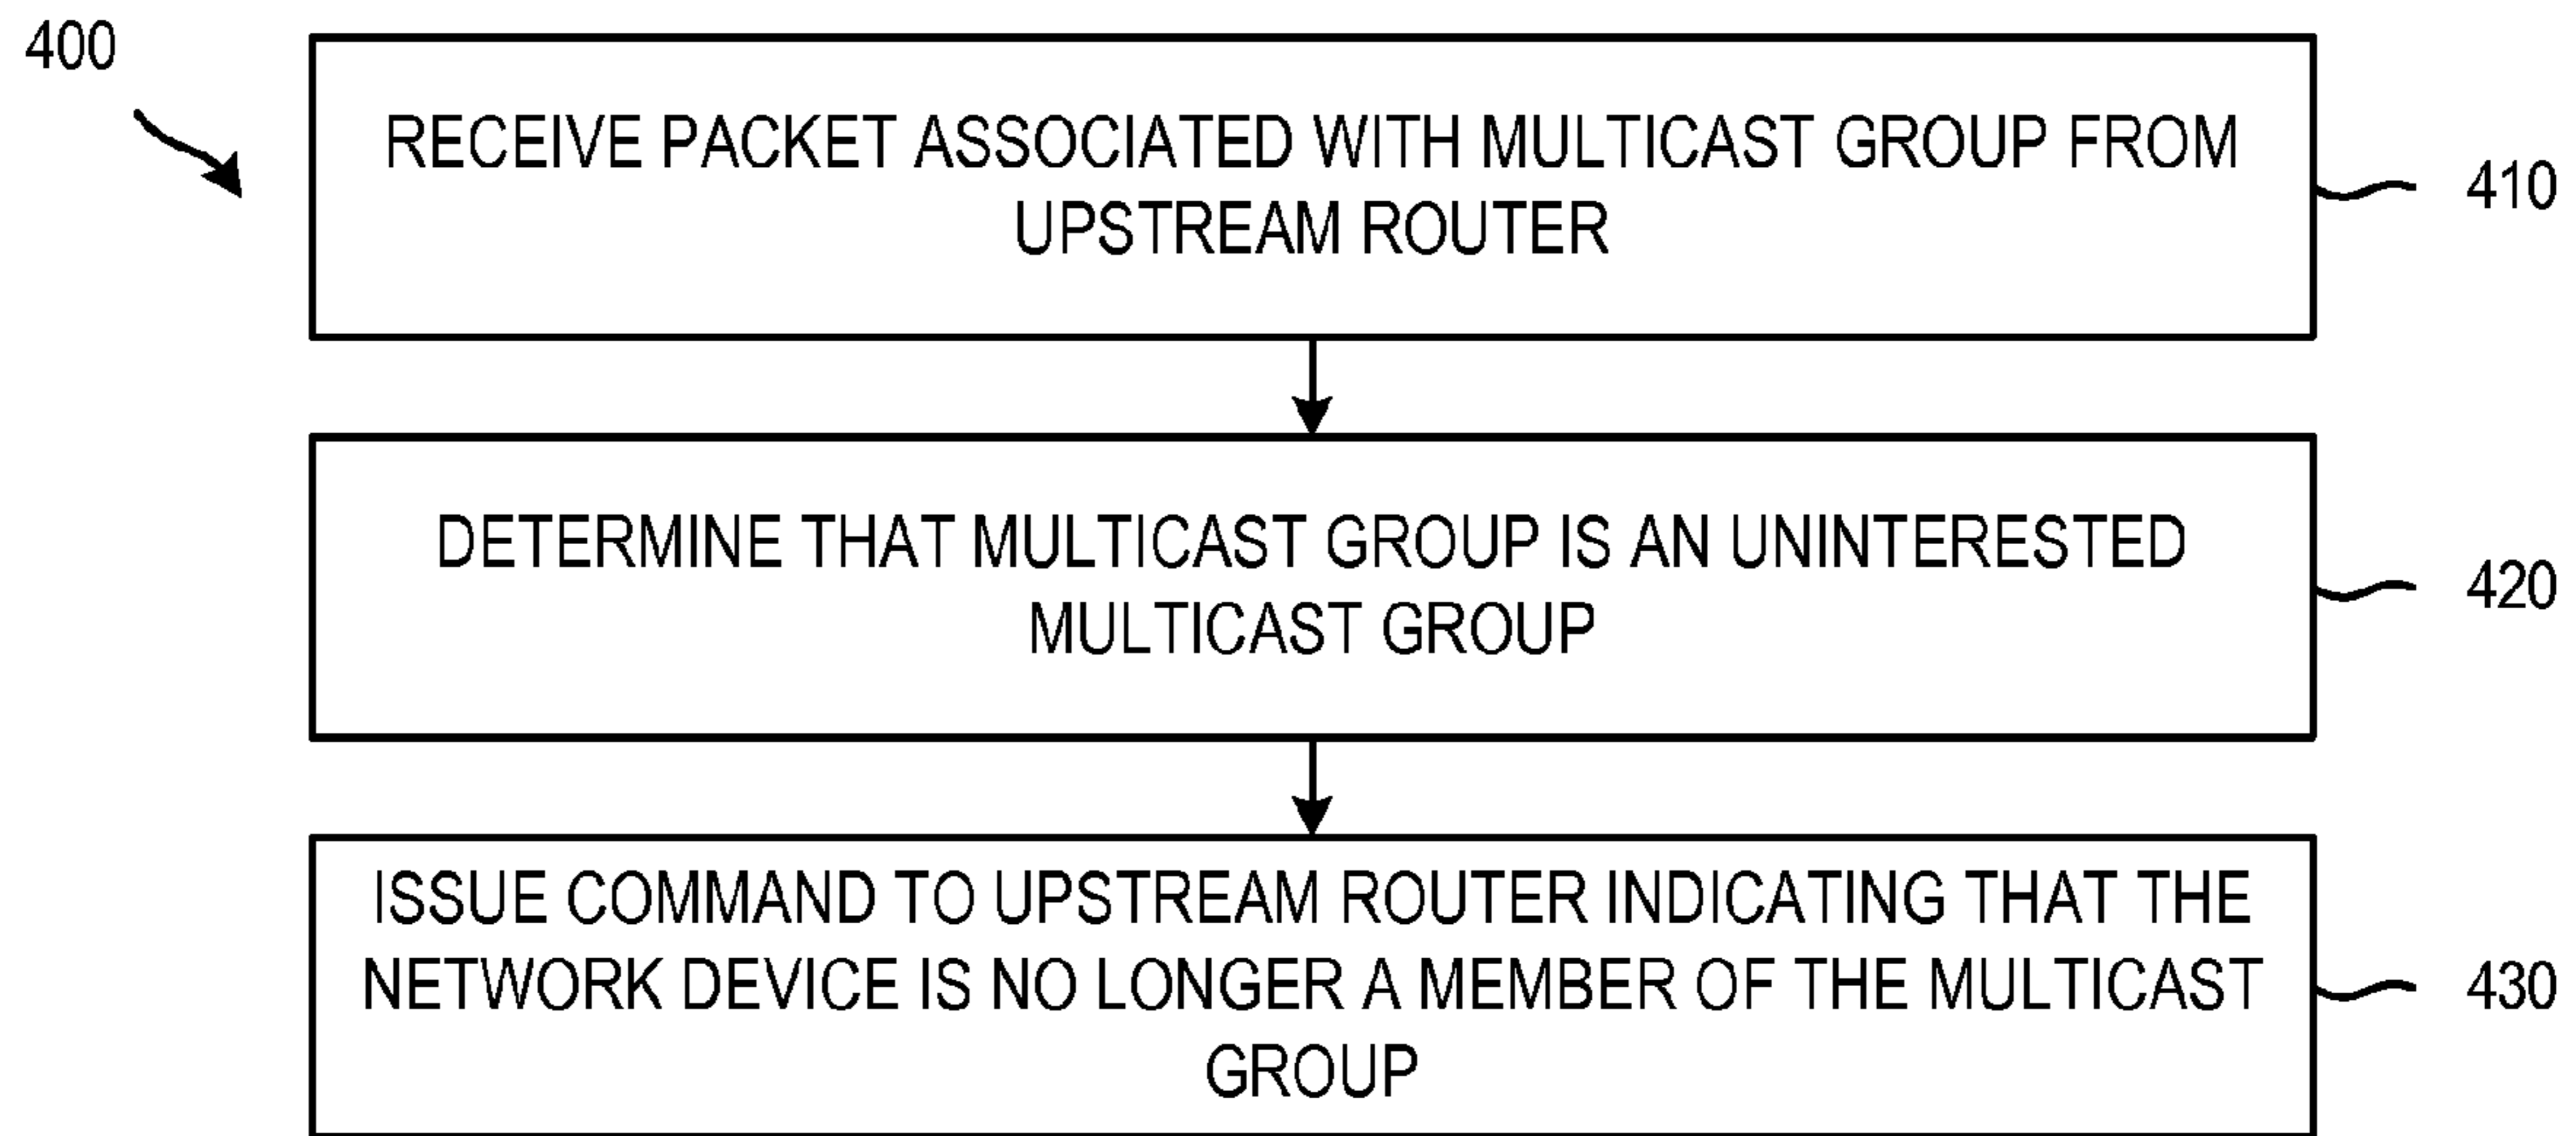 400
RECEIVE PACKET ASSOCIATED WITH MULTICAST GROUP FROM
UPSTREAM ROUTER
410
DETERMINE THAT MULTICAST GROUP IS AN UNINTERESTED
MULTICAST GROUP
420
ISSUE COMMAND TO UPSTREAM ROUTER INDICATING THAT THE
NETWORK DEVICE IS NO LONGER A MEMBER OF THE MULTICAST
GROUP
430